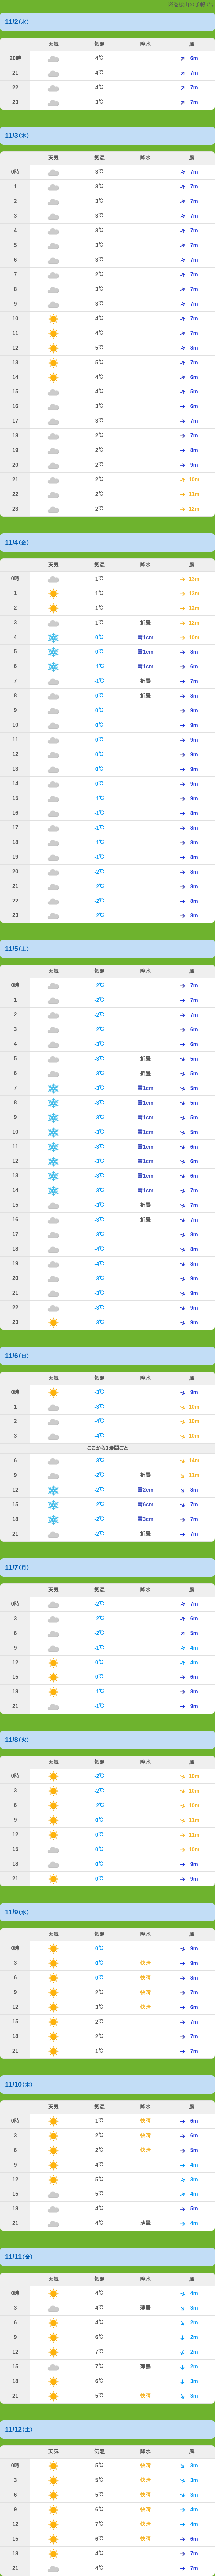 の予報です
11/2(水)
天気 気温 降水 風
20時 4℃ 6m
21 4℃ 7m
22 4℃ 7m
23 3℃ 7m
11/3(木)
天気 気温 降水 風
0時 3℃ 7m
1 3℃ 7m
2 3℃ 7m
3 3℃ 7m
4 3℃ 7m
5 3℃ 7m
6 3℃ 7m
7 2℃ 7m
8 3℃ 7m
9 3℃ 7m
10 4℃ 7m
11 4℃ 7m
12 5℃ 8m
13 5℃ 7m
14 4℃ 6m
15 4℃ 5m
16 3℃ 6m
17 3℃ 7m
18 2℃ 7m
19 2℃ 8m
20 2℃ 9m
21 2℃ 10m
22 2℃ 11m
23 2℃ 12m
11/4(金)
天気 気温 降水 風
0時 1℃ 13m
1 1℃ 13m
2 1℃ 12m
3 1℃ 12m
4 0℃ 雪1cm 10m
5 0℃ 雪1cm 8m
6 -1℃ 雪1cm 6m
7 -1℃ 7m
8 0℃ 8m
9 0℃ 9m
10 0℃ 9m
11 0℃ 9m
12 0℃ 9m
13 0℃ 9m
14 0℃ 9m
15 -1℃ 9m
16 -1℃ 8m
17 -1℃ 8m
18 -1℃ 8m
19 -1℃ 8m
20 -2℃ 8m
21 -2℃ 8m
22 -2℃ 8m
23 -2℃ 8m
11/5(土)
天気 気温 降水 風
0時 -2℃ 7m
1 -2℃ 7m
2 -2℃ 7m
3 -2℃ 6m
4 -3℃ 6m
5 -3℃ 5m
6 -3℃ 5m
7 -3℃ 雪1cm 5m
8 -3℃ 雪1cm 5m
9 -3℃ 雪1cm 5m
10 -3℃ 雪1cm 5m
11 -3℃ 雪1cm 6m
12 -3℃ 雪1cm 6m
13 -3℃ 雪1cm 6m
14 -3℃ 雪1cm 7m
15 -3℃ 7m
16 -3℃ 7m
17 -3℃ 8m
18 -4℃ 8m
19 -4℃ 8m
20 -3℃ 9m
21 -3℃ 9m
22 -3℃ 9m
23 -3℃ 9m
11/6(日)
天気 気温 降水 風
0時 -3℃ 9m
1 -3℃ 10m
2 -4℃ 10m
3 -4℃ 10m
ここから3時間ごと
6 -3℃ 14m
9 -2℃ 11m
12 -2℃ 雪2cm 8m
15 -2℃ 雪6cm 7m
18 -2℃ 雪3cm 7m
21 -2℃ 7m
11/7(月)
天気 気温 降水 風
0時 -2℃ 7m
3 -2℃ 6m
6 -2℃ 5m
9 -1℃ 4m
12 0℃ 4m
15 0℃ 6m
18 -1℃ 8m
21 -1℃ 9m
11/8(火)
天気 気温 降水 風
0時 -2℃ 10m
3 -2℃ 10m
6 -2℃ 10m
9 0℃ 11m
12 0℃ 11m
15 0℃ 10m
18 0℃ 9m
21 0℃ 9m
11/9(水)
天気 気温 降水 風
0時 0℃ 9m
3 0℃ 快晴 9m
6 0℃ 快晴 8m
9 2℃ 快晴 7m
12 3℃ 快晴 6m
15 2℃ 7m
18 2℃ 7m
21 1℃ 7m
11/10(木)
天気 気温 降水 風
0時 1℃ 快晴 6m
3 2℃ 快晴 6m
6 2℃ 快晴 5m
9 4℃ 4m
12 5℃ 3m
15 5℃ 4m
18 4℃ 5m
21 4℃ 薄曇 4m
11/11(金)
天気 気温 降水 風
0時 4℃ 4m
3 4℃ 薄曇 3m
6 4℃ 2m
9 6℃ 2m
12 7℃ 2m
15 7℃ 薄曇 2m
18 6℃ 3m
21 5℃ 快晴 3m
11/12(土)
天気 気温 降水 風
0時 5℃ 快晴 3m
3 5℃ 快晴 3m
6 5℃ 快晴 3m
9 6℃ 快晴 4m
12 7℃ 快晴 4m
15 6℃ 快晴 6m
18 4℃ 7m
21 4℃ 7m